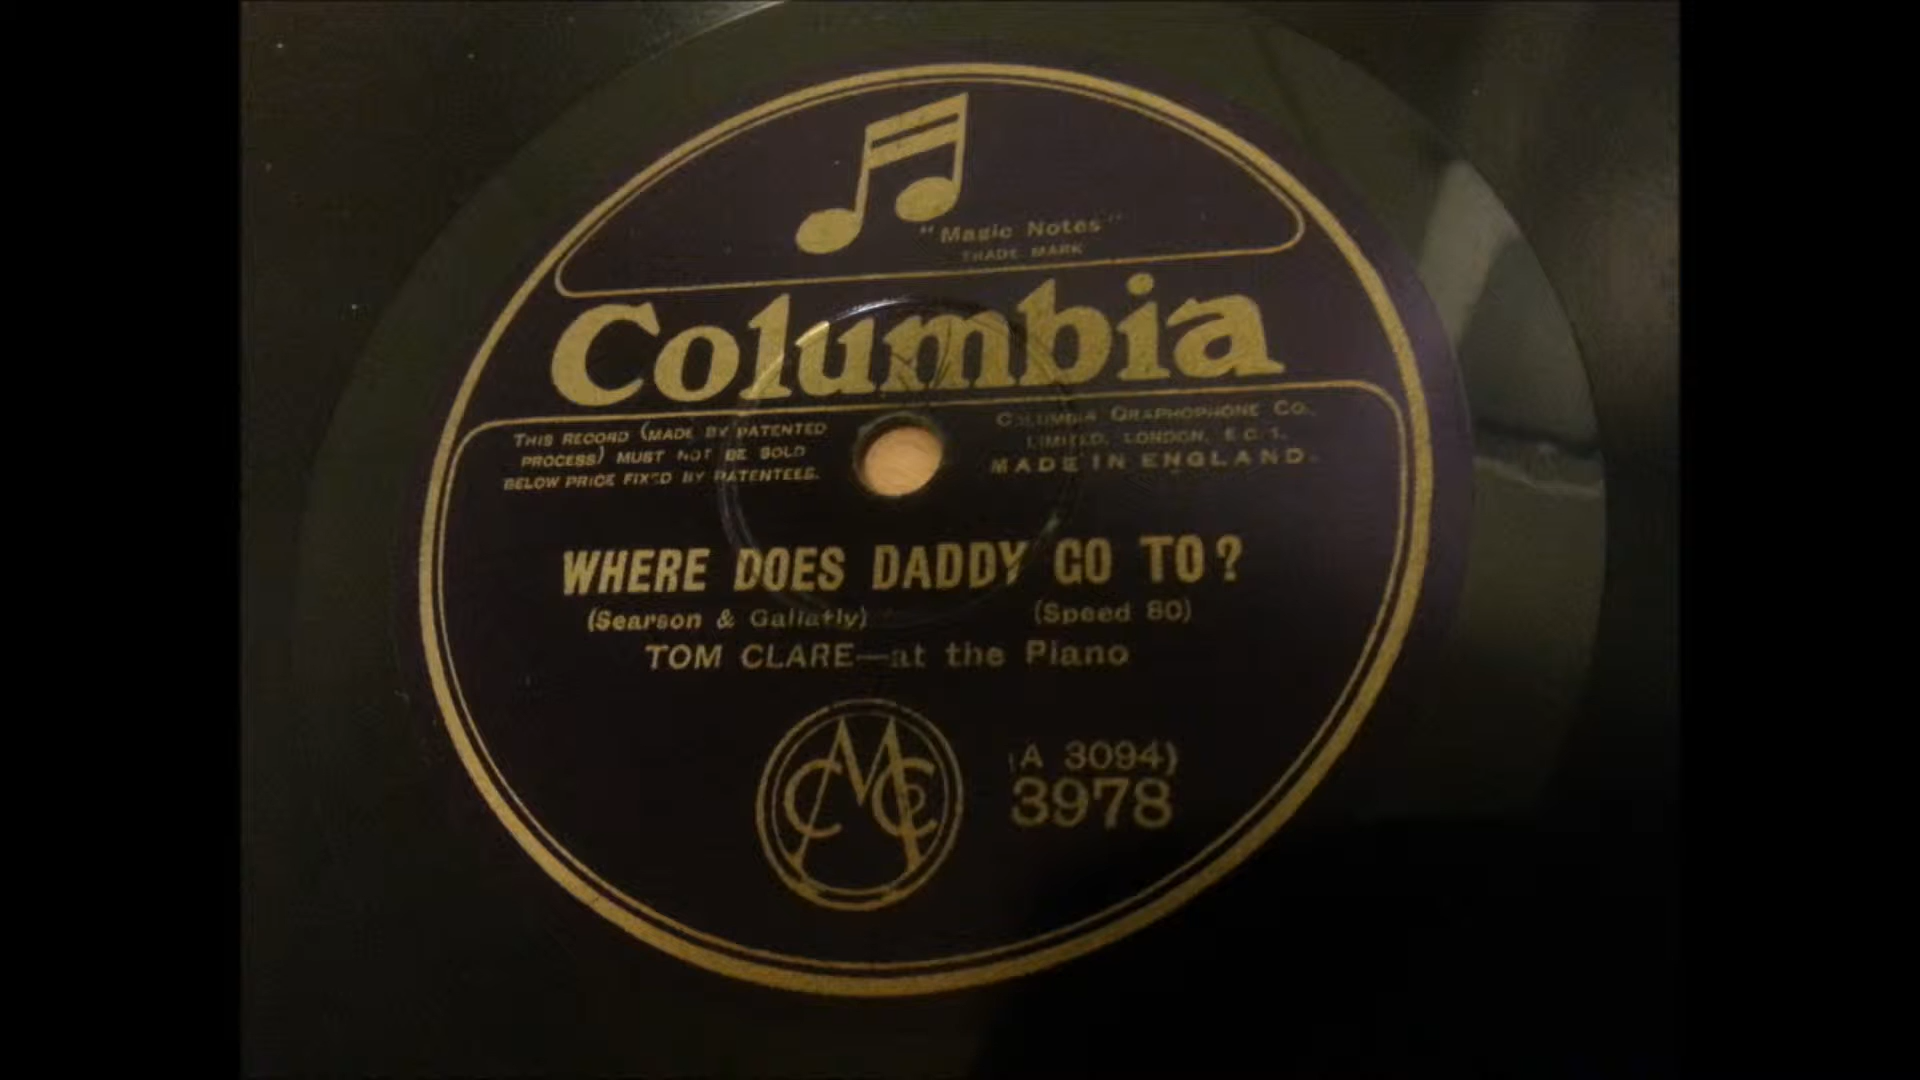 "Magic Notes"
TRADE MARK
Columbia
THIS RECORD (MADE BY PATENTED
PROCESS) MUST NOT BE SOLD
BELOW PRICE FIXED BY PATENTEES.
COLUMBIA GRAPHOPHONE CO.,
LIMITED, LONDON, E.C.1.
MADE IN ENGLAND.
WHERE DOES DADDY GO TO?
(Searson & Gallatly) (Speed 80)
TOM CLARE—at the Piano
(A 3094)
3978